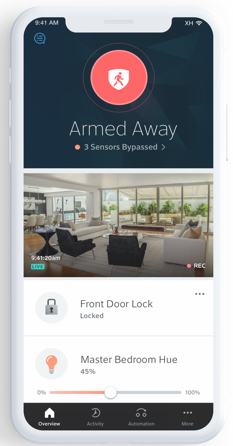 9:41 AM XH
Armed Away
3 Sensors Bypassed
9:41:20am
LIVE
REC
Front Door Lock
Locked
Master Bedroom Hue
45%
0% 100%
Overview Activity Automation More